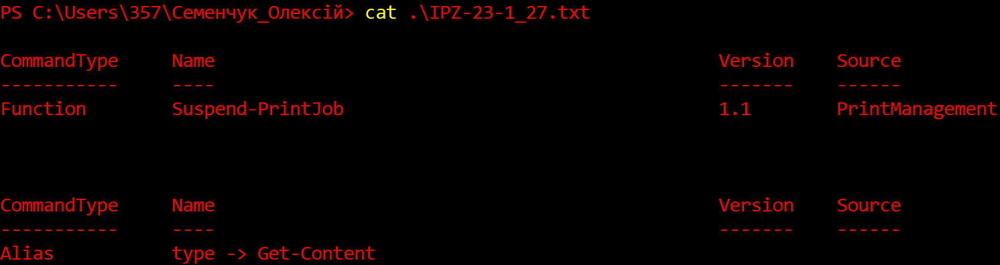 PS C:\Users\357\Семенчук_Олексій> cat .\IPZ-23-1_27.txt
CommandType     Name                                               Version    Source
-----------     ----                                               -------    ------
Function        Suspend-PrintJob                                   1.1        PrintManagement
CommandType     Name                                               Version    Source
-----------     ----                                               -------    ------
Alias           type -> Get-Content